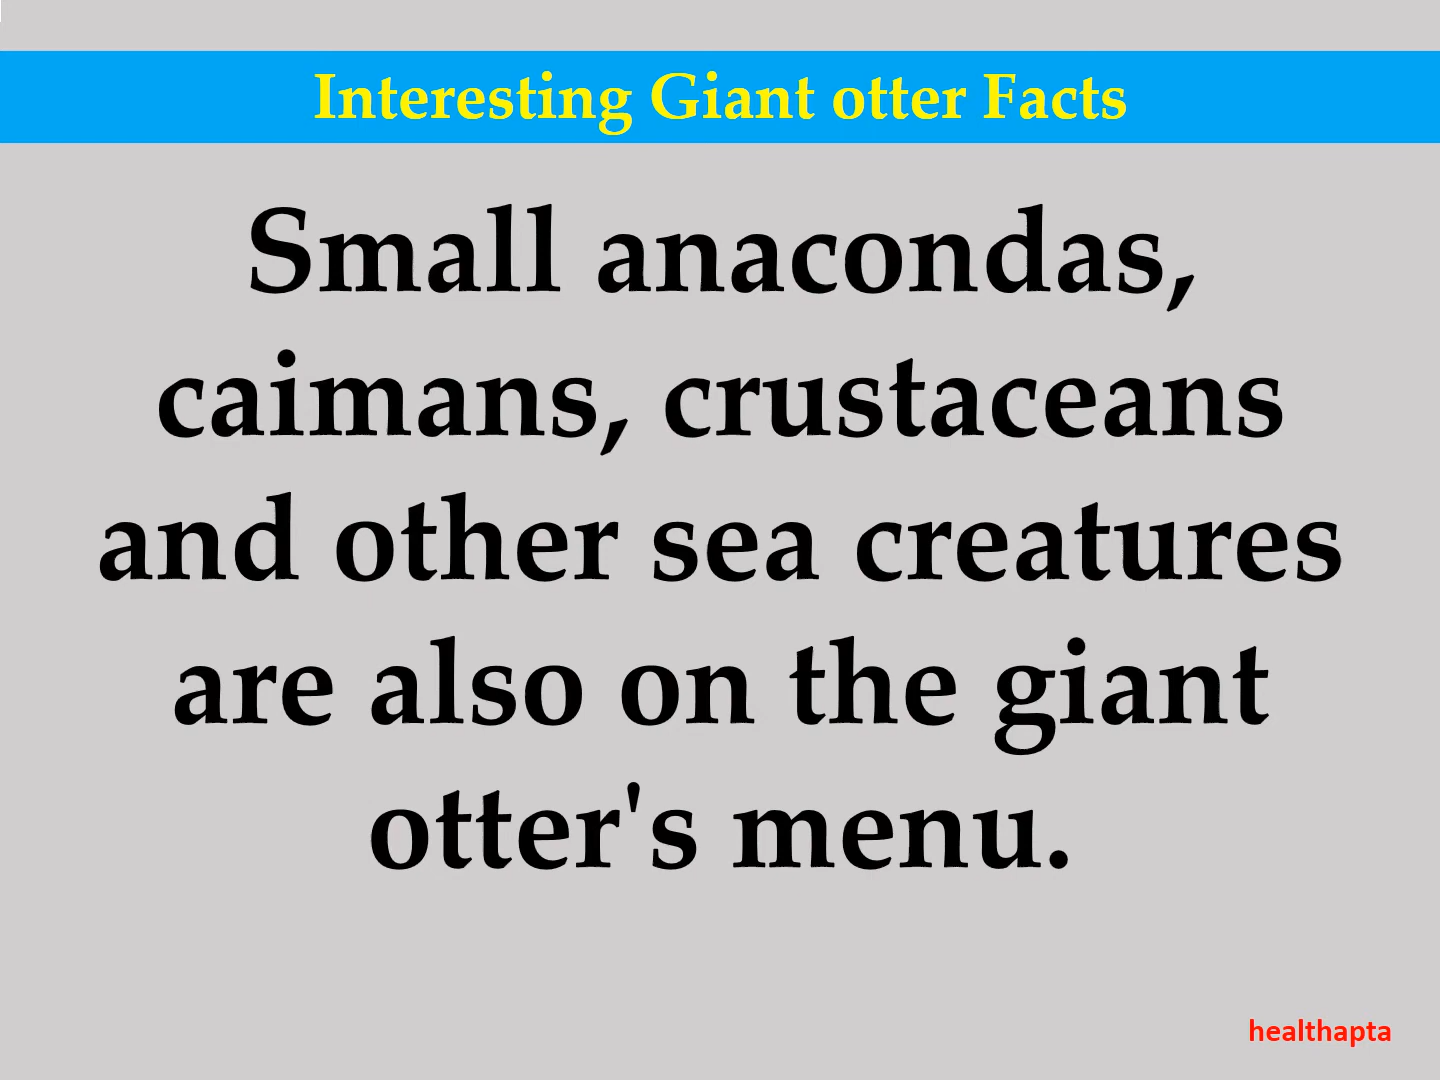 Interesting Giant otter Facts
Small anacondas,
caimans, crustaceans
and other sea creatures
are also on the giant
otter's menu.
healthapta